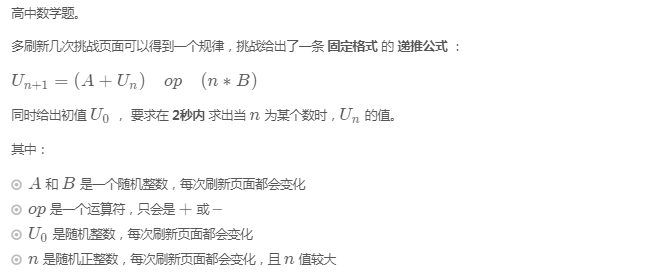 高中数学题。
多刷新几次挑战页面可以得到一个规律，挑战给出了一条 固定格式 的 递推公式 ：
U_{n+1} = (A + U_n) op (n * B)
同时给出初值 U_0 ， 要求在 2秒内 求出当 n 为某个数时，U_n 的值。
其中：
A 和 B 是一个随机整数，每次刷新页面都会变化
op 是一个运算符，只会是 + 或 −
U_0 是随机整数，每次刷新页面都会变化
n 是随机正整数，每次刷新页面都会变化，且 n 值较大